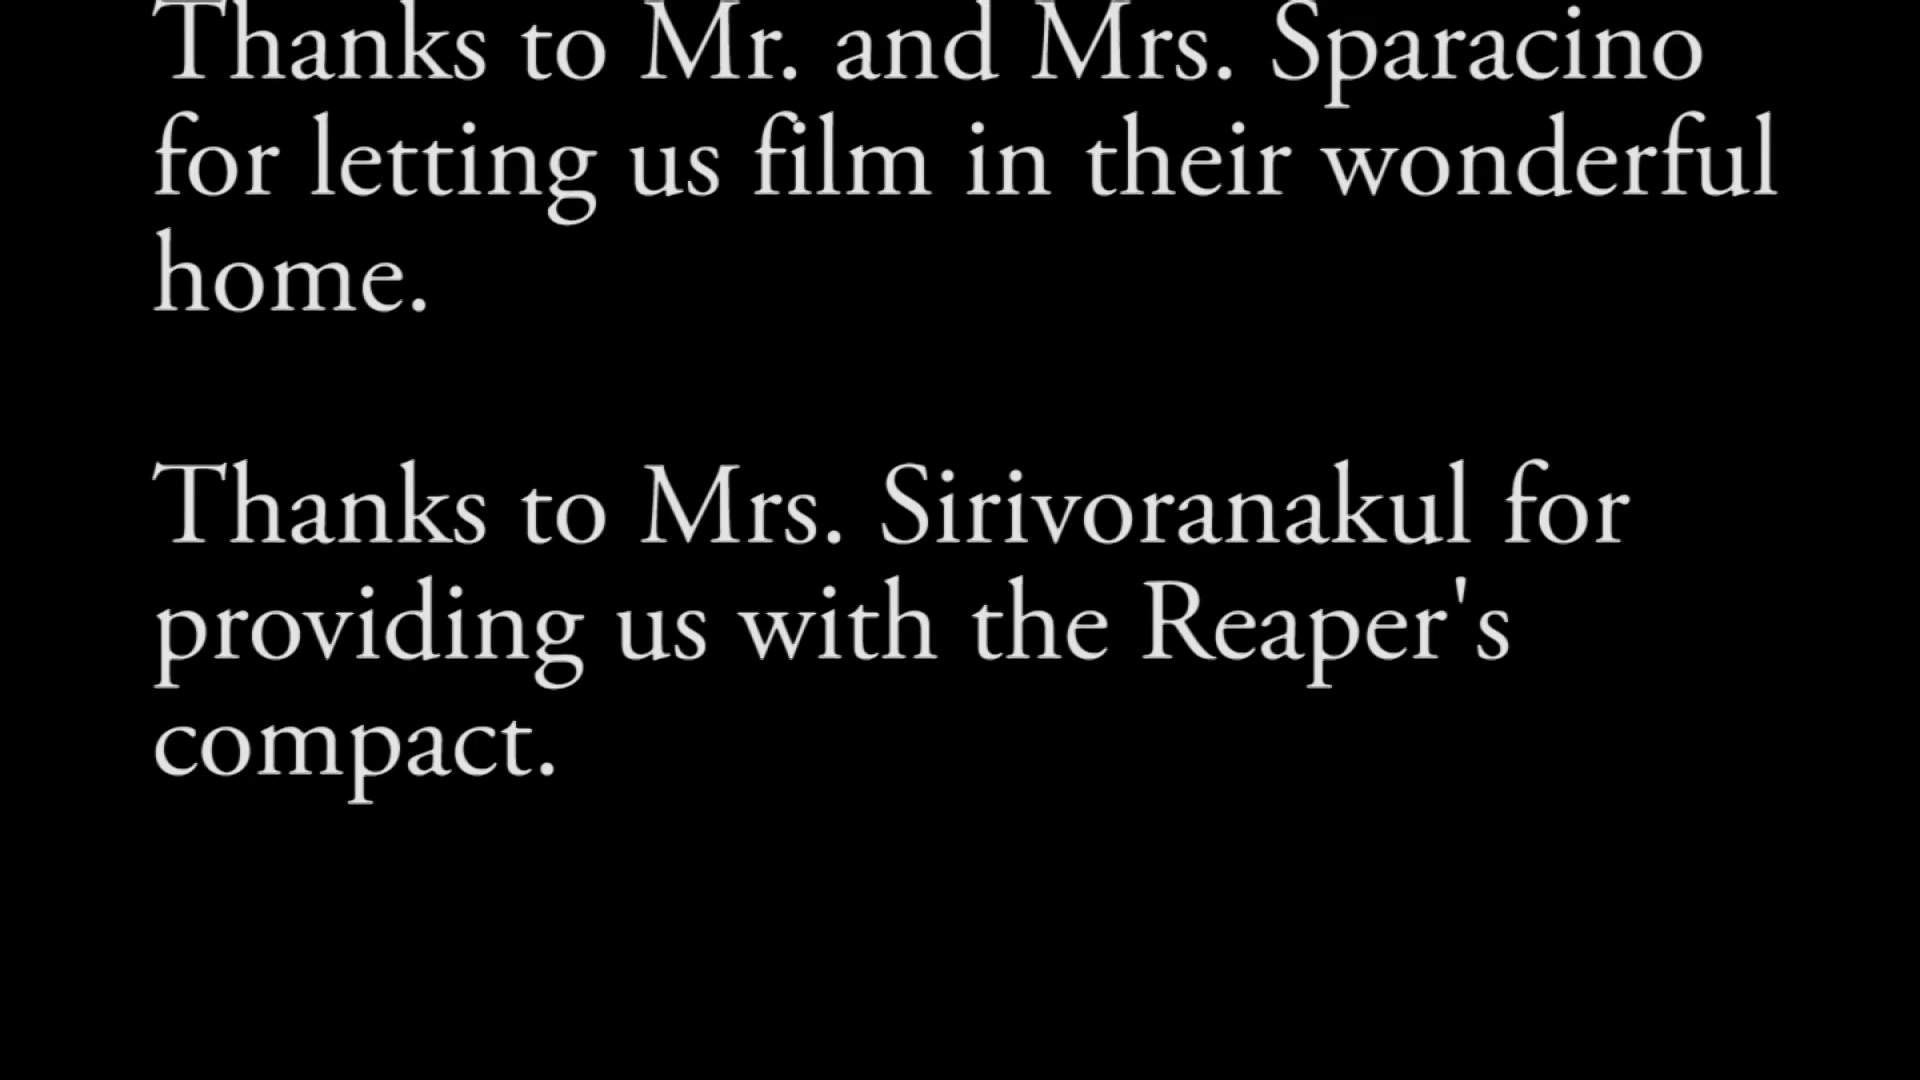 Thanks to Mr. and Mrs. Sparacino
for letting us film in their wonderful
home.
Thanks to Mrs. Sirivoranakul for
providing us with the Reaper's
compact.